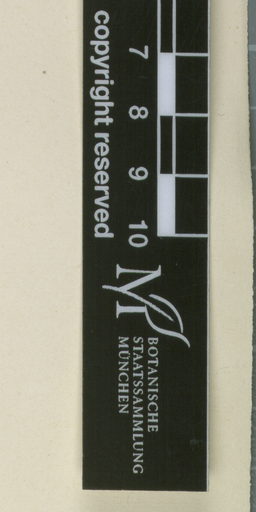 7 8 9 10
copyright reserved
M
BOTANISCHE
STAATSSAMMLUNG
MÜNCHEN